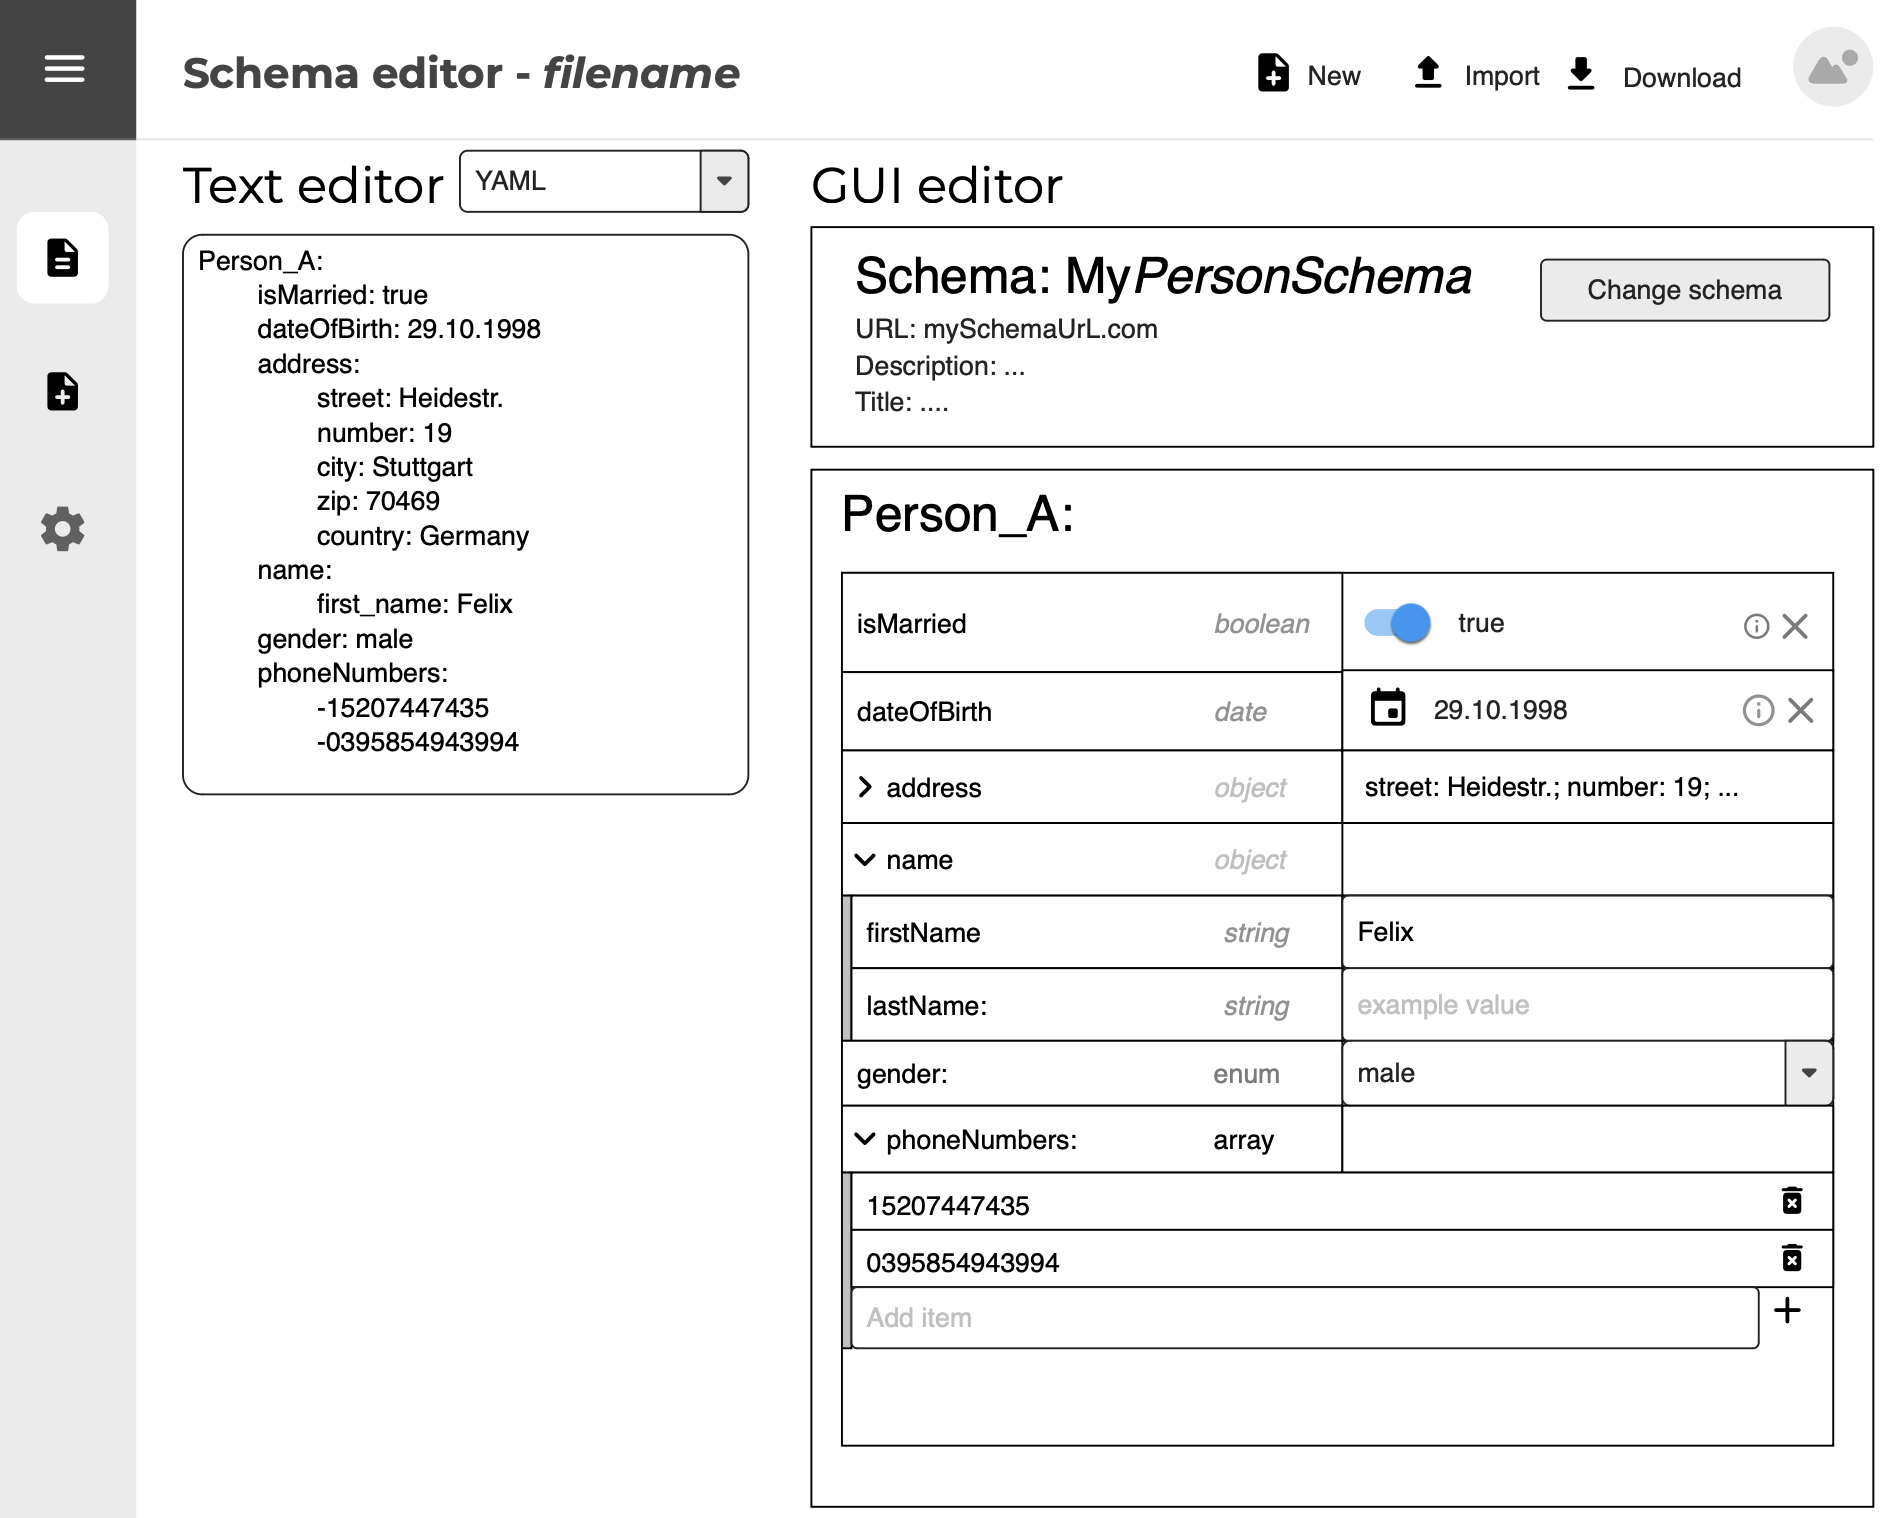 Schema editor - filename
New
Import
Download
Text editor
YAML
Person_A:
isMarried: true
dateOfBirth: 29.10.1998
address:
street: Heidestr.
number: 19
city: Stuttgart
zip: 70469
country: Germany
name:
first_name: Felix
gender: male
phoneNumbers:
-15207447435
-0395854943994
GUI editor
Schema: MyPersonSchema
Change schema
URL: mySchemaUrL.com
Description: ...
Title: ....
Person_A:
isMarried boolean true
dateOfBirth date 29.10.1998
address object street: Heidestr.; number: 19; ...
name object
firstName string Felix
lastName: string example value
gender: enum male
phoneNumbers: array
15207447435
0395854943994
Add item